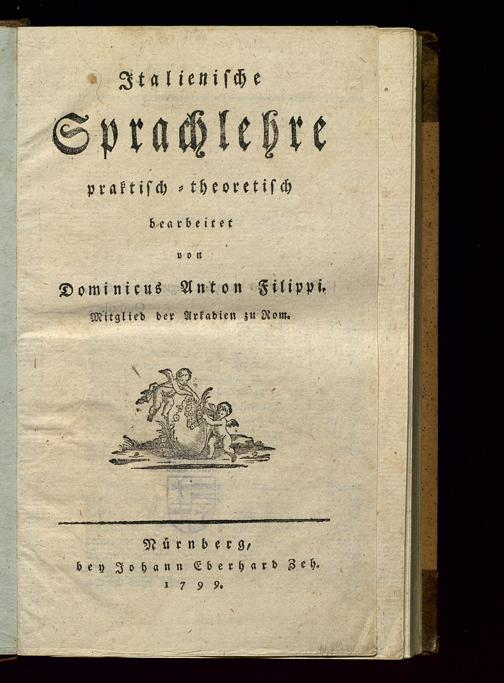 Italienische
Sprachlehre
praktisch-theoretisch
bearbeitet
von
Dominicus Anton Filippi.
Mitglied der Arkadien zu Rom.
Nürnberg,
bey Johann Eberhard Zeh.
1799.